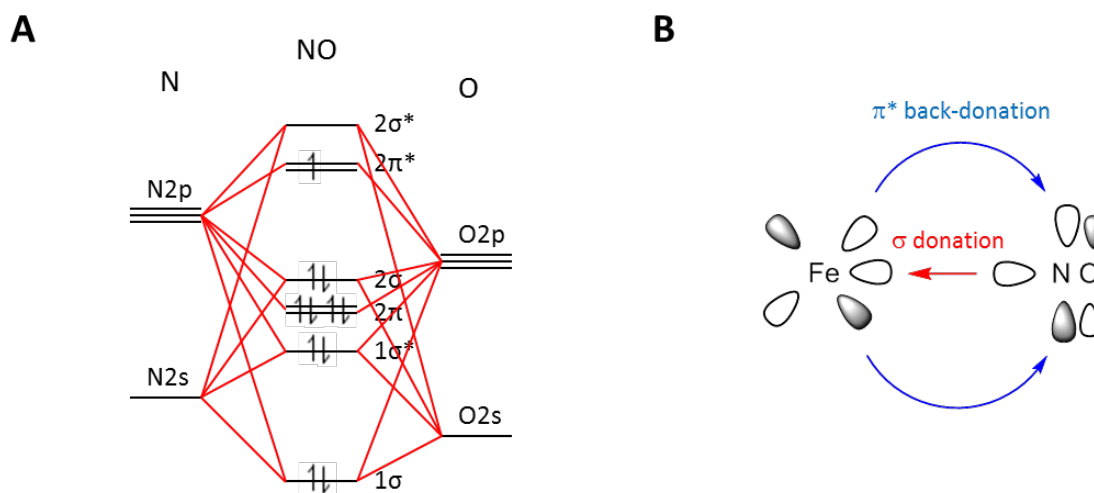 A
NO
N
O
2σ*
2π*
N2p
O2p
2σ
2π
1σ*
N2s
O2s
1σ
B
π* back-donation
σ donation
Fe
N O